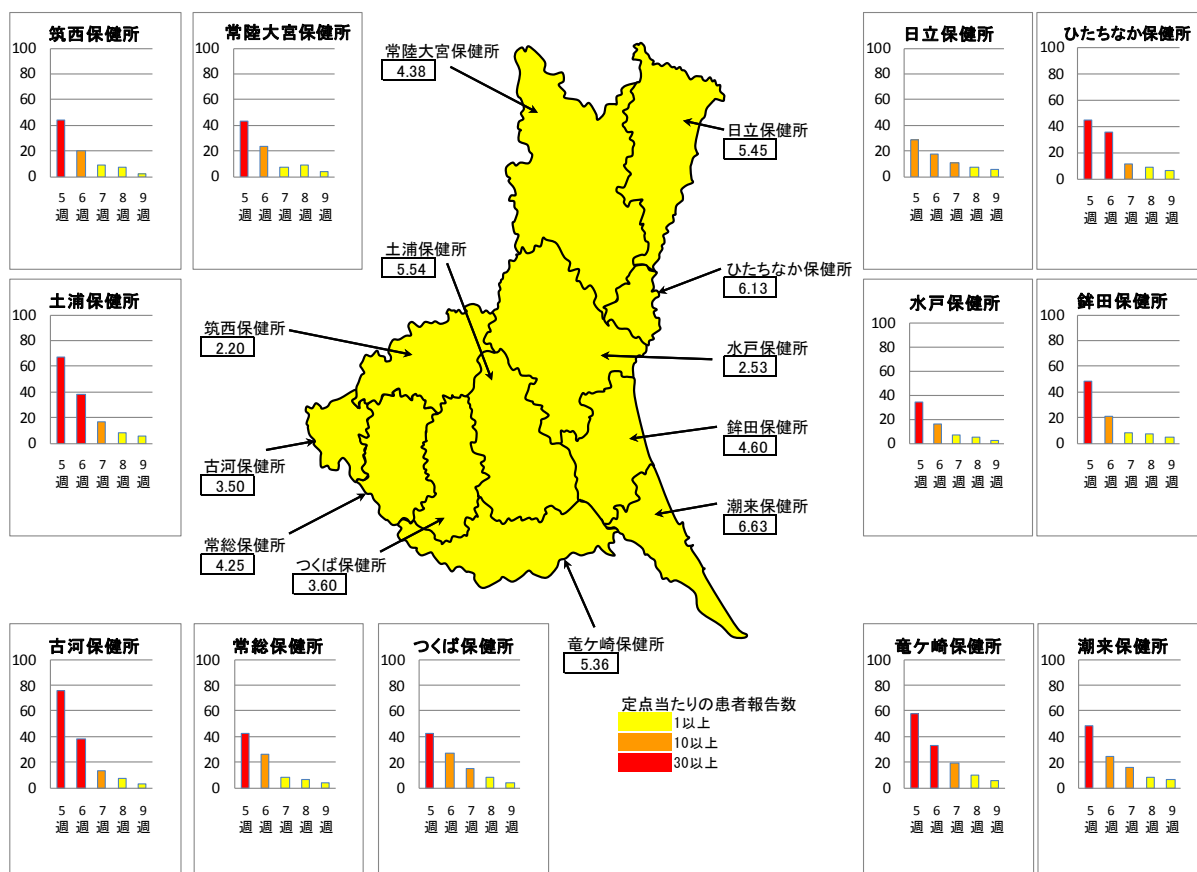 筑西保健所
100
80
60
40
20
0
5週
6週
7週
8週
9週
常陸大宮保健所
100
80
60
40
20
0
5週
6週
7週
8週
9週
常陸大宮保健所
4.38
日立保健所
5.45
土浦保健所
5.54
ひたちなか保健所
6.13
筑西保健所
2.20
水戸保健所
2.53
古河保健所
3.50
鉾田保健所
4.60
常総保健所
4.25
つくば保健所
3.60
潮来保健所
6.63
竜ケ崎保健所
5.36
定点当たりの患者報告数
1以上
10以上
30以上
日立保健所
100
80
60
40
20
0
5週
6週
7週
8週
9週
ひたちなか保健所
100
80
60
40
20
0
5週
6週
7週
8週
9週
土浦保健所
100
80
60
40
20
0
5週
6週
7週
8週
9週
水戸保健所
100
80
60
40
20
0
5週
6週
7週
8週
9週
鉾田保健所
100
80
60
40
20
0
5週
6週
7週
8週
9週
古河保健所
100
80
60
40
20
0
5週
6週
7週
8週
9週
常総保健所
100
80
60
40
20
0
5週
6週
7週
8週
9週
つくば保健所
100
80
60
40
20
0
5週
6週
7週
8週
9週
竜ケ崎保健所
100
80
60
40
20
0
5週
6週
7週
8週
9週
潮来保健所
100
80
60
40
20
0
5週
6週
7週
8週
9週